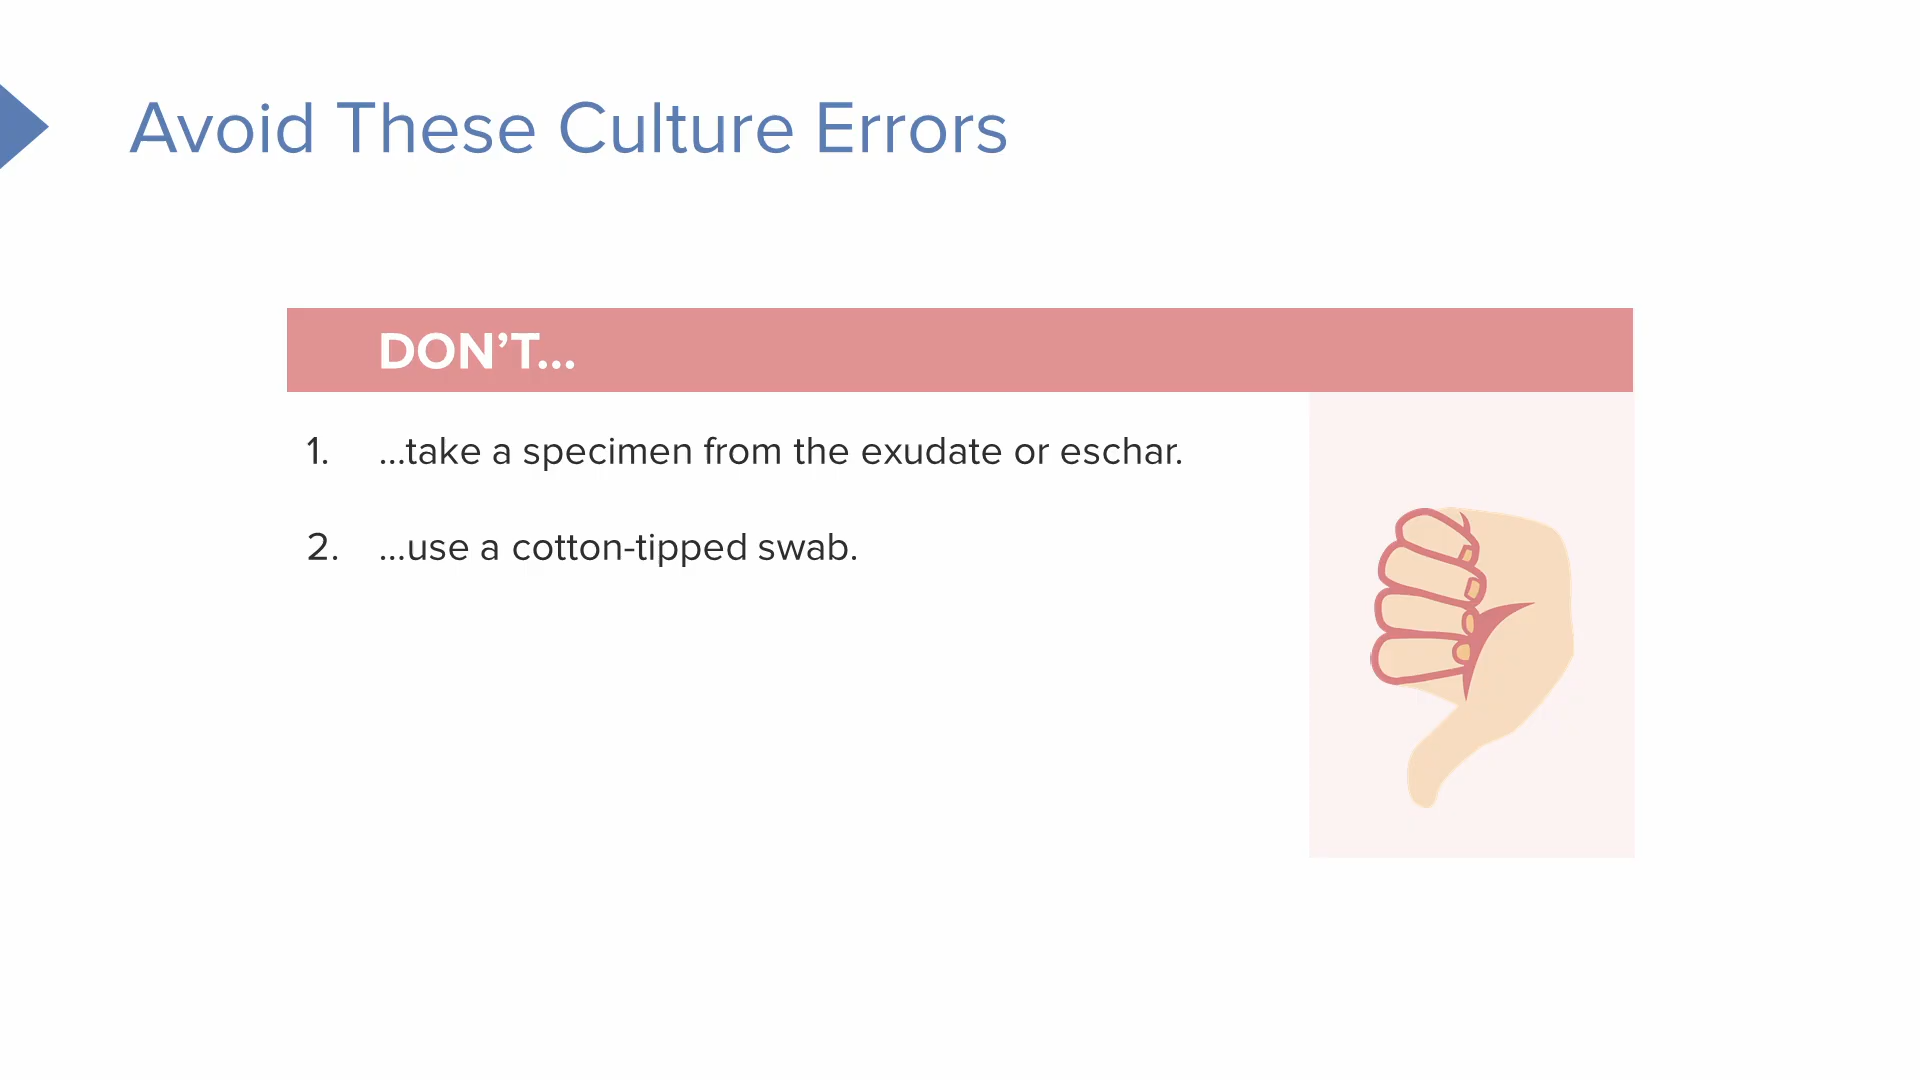 Avoid These Culture Errors
DON’T...
1. ...take a specimen from the exudate or eschar.
2. ...use a cotton-tipped swab.